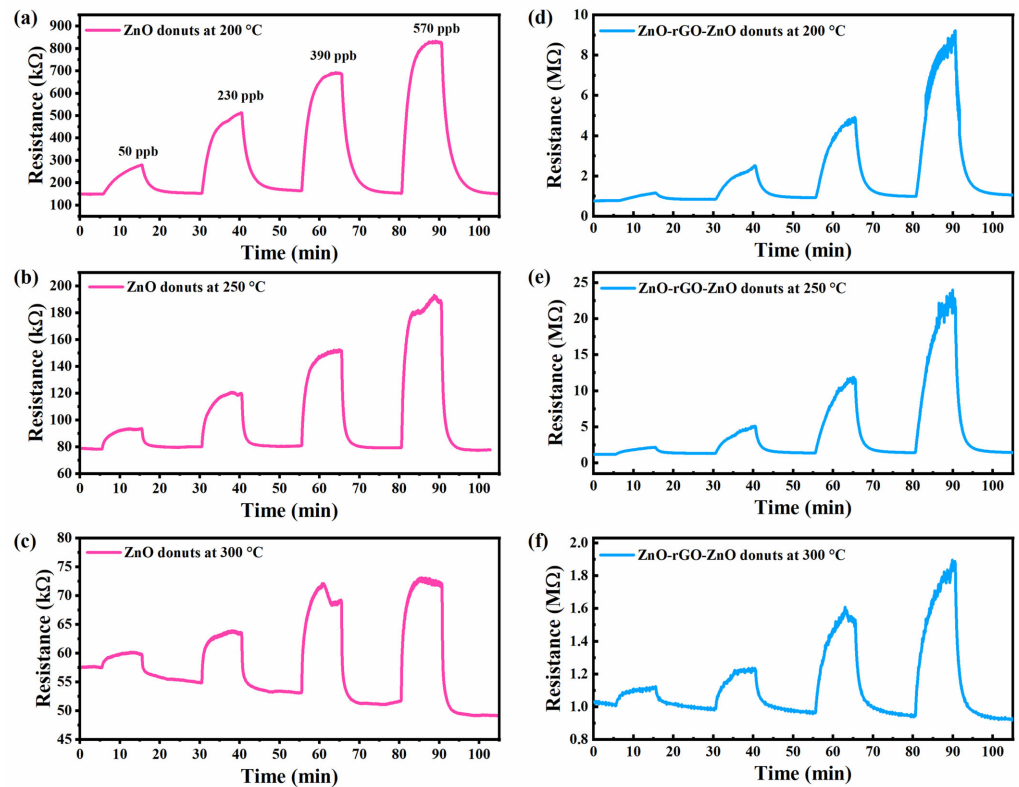 (a)
ZnO donuts at 200 °C
50 ppb
230 ppb
390 ppb
570 ppb
Resistance (kΩ)
950
900
800
700
600
500
400
300
200
100
0 10 20 30 40 50 60 70 80 90 100
Time (min)
(d)
ZnO-rGO-ZnO donuts at 200 °C
Resistance (MΩ)
10
8
6
4
2
0
0 10 20 30 40 50 60 70 80 90 100
Time (min)
(b)
ZnO donuts at 250 °C
Resistance (kΩ)
200
180
160
140
120
100
80
60
0 10 20 30 40 50 60 70 80 90 100
Time (min)
(e)
ZnO-rGO-ZnO donuts at 250 °C
Resistance (MΩ)
25
20
15
10
5
0
0 10 20 30 40 50 60 70 80 90 100
Time (min)
(c)
ZnO donuts at 300 °C
Resistance (kΩ)
80
75
70
65
60
55
50
45
0 10 20 30 40 50 60 70 80 90 100
Time (min)
(f)
ZnO-rGO-ZnO donuts at 300 °C
Resistance (MΩ)
2.0
1.8
1.6
1.4
1.2
1.0
0.8
0 10 20 30 40 50 60 70 80 90 100
Time (min)